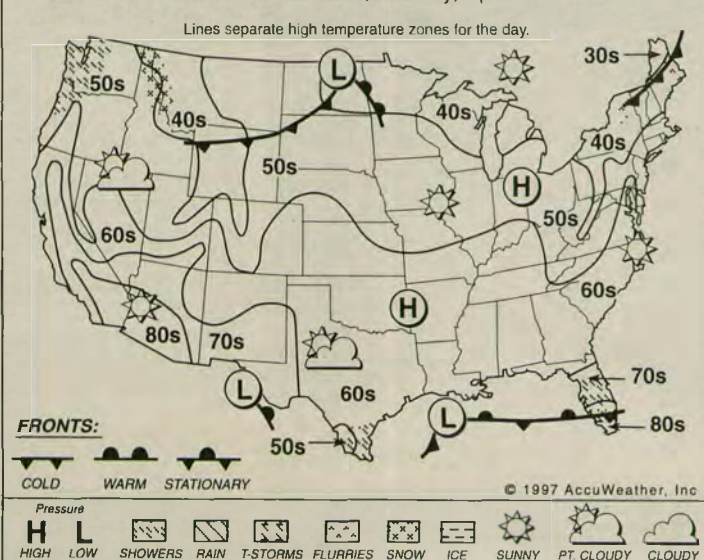 Lines separate high temperature zones for the day.
L
30s
50s
40s
40s
40s
50s
H
50s
60s
60s
H
80s
70s
L
60s
70s
L
80s
50s
FRONTS:
COLD WARM STATIONARY
© 1997 AccuWeather, Inc
Pressure
H L
HIGH LOW SHOWERS RAIN T-STORMS FLURRIES SNOW ICE SUNNY PT. CLOUDY CLOUDY